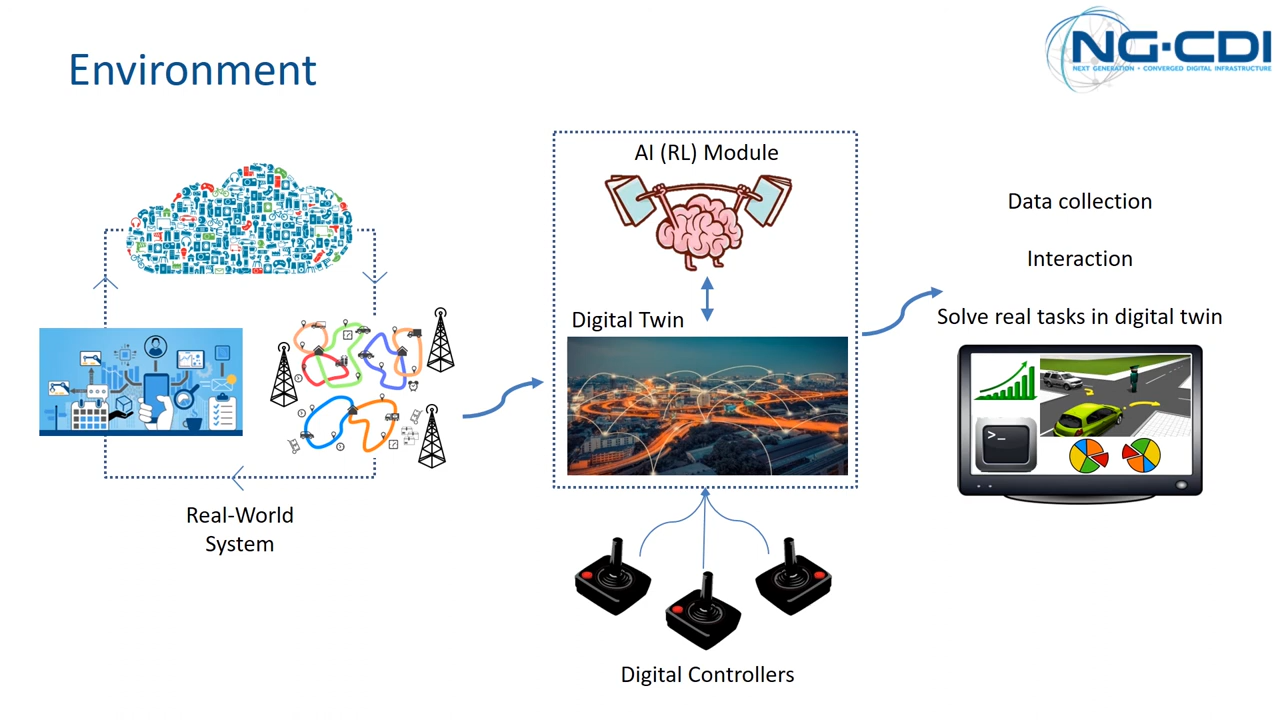 Environment
NG-CDI
NEXT GENERATION • CONVERGED DIGITAL INFRASTRUCTURE
AI (RL) Module
Digital Twin
Data collection
Interaction
Solve real tasks in digital twin
>_
Real-World
System
Digital Controllers